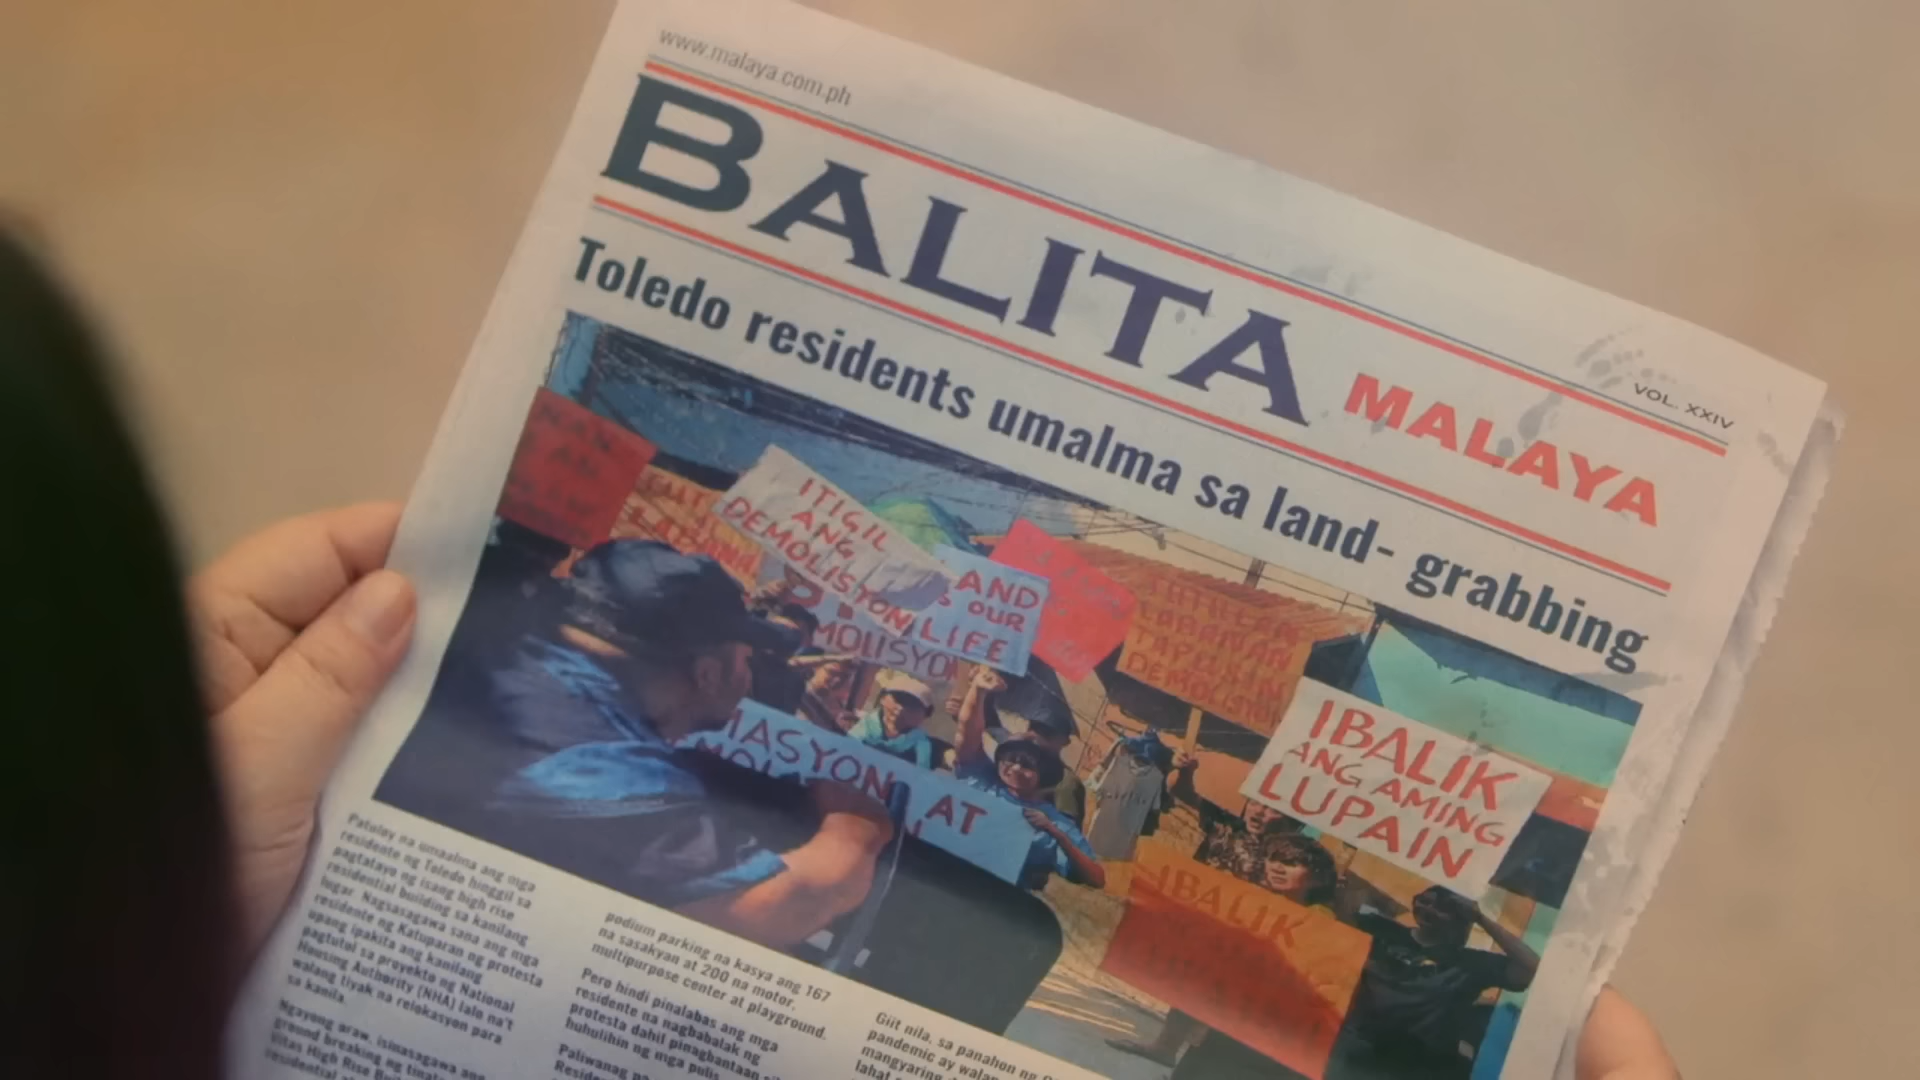 www.malaya.com.ph
BALITA MALAYA
VOL. XXIV
Toledo residents umalma sa land- grabbing
ITIGIL
ANG
DEMOLISYON
AND
S OUR
LIFE
MOLISYON
LABANAN
DEMOLISYON
MASYON AT
IBALIK
ANG AMING
LUPAIN
IBALIK
Patuloy na umaalma ang mga
residente ng Toledo hinggil sa
pagtatayo ng isang high rise
residential building sa kanilang
lugar. Nagsasagawa sana ang mga
residente ng Katuparan ng protesta
upang ipakita ang kanilang
pagtutol sa proyekto ng National
Housing Authority (NHA) lalo na't
walang tiyak na relokasyon para
sa kanila.
Ngayong araw, isinasagawa ang
ground breaking ng
Vitas High Rise
podium parking na kasya ang 167
na sasakyan at 200 na motor,
multipurpose center at playground.
Pero hindi pinalabas ang mga
residente na nagbabalak ng
protesta dahil pinagbantaan
huhulihin ng mga pulis
Paliwanag
Giit nila, sa panahon ng
pandemic ay
mangyaring
lahat